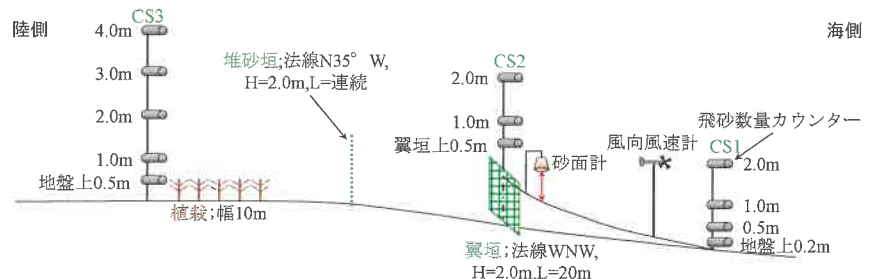 陸側
海側
CS3
4.0m
3.0m
2.0m
1.0m
地盤上0.5m
植栽;幅10m
堆砂垣;法線N35° W,
H=2.0m,L=連続
CS2
2.0m
1.0m
翼垣上0.5m
砂面計
翼垣;法線WNW,
H=2.0m,L=20m
風向風速計
飛砂数量カウンター
CS1
2.0m
1.0m
0.5m
地盤上0.2m